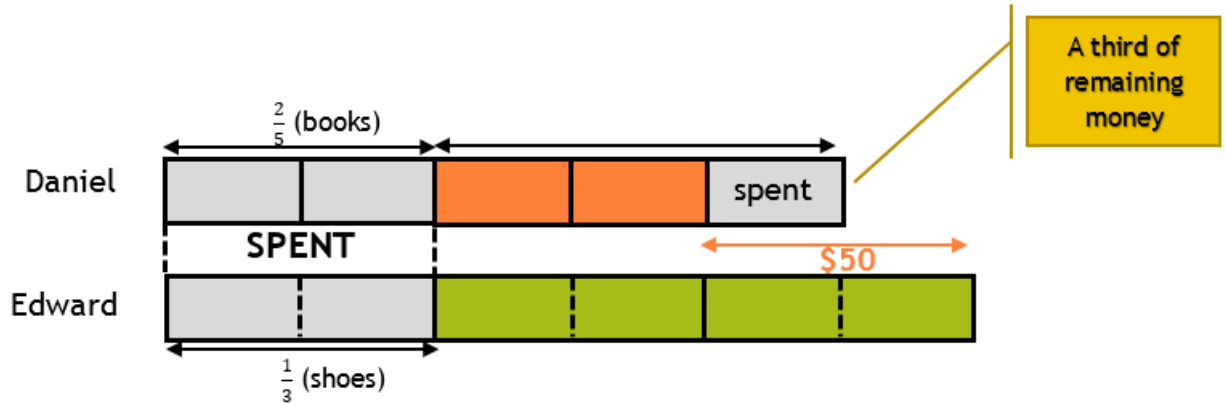 A third of
remaining
money
2/5 (books)
Daniel
spent
SPENT
$50
Edward
1/3 (shoes)